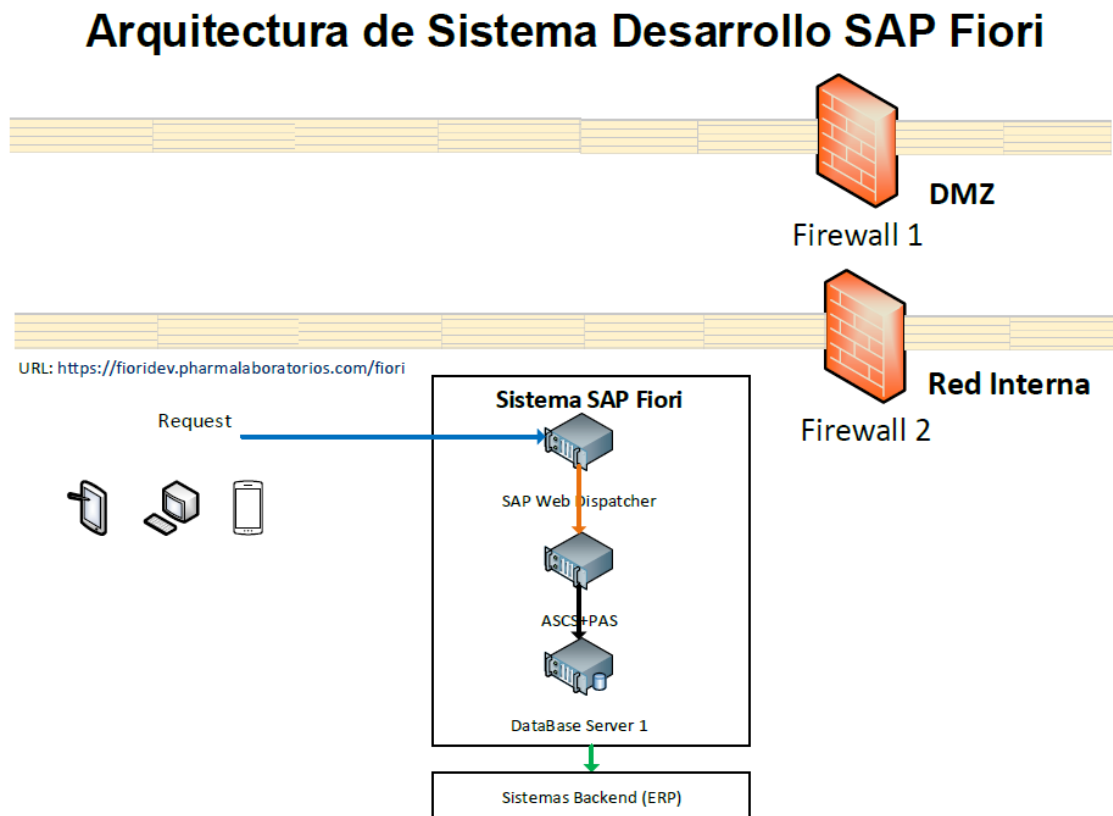 Arquitectura de Sistema Desarrollo SAP Fiori
DMZ
Firewall 1
URL: https://fioridev.pharmalaboratorios.com/fiori
Red Interna
Firewall 2
Sistema SAP Fiori
Request
SAP Web Dispatcher
ASCS+PAS
DataBase Server 1
Sistemas Backend (ERP)